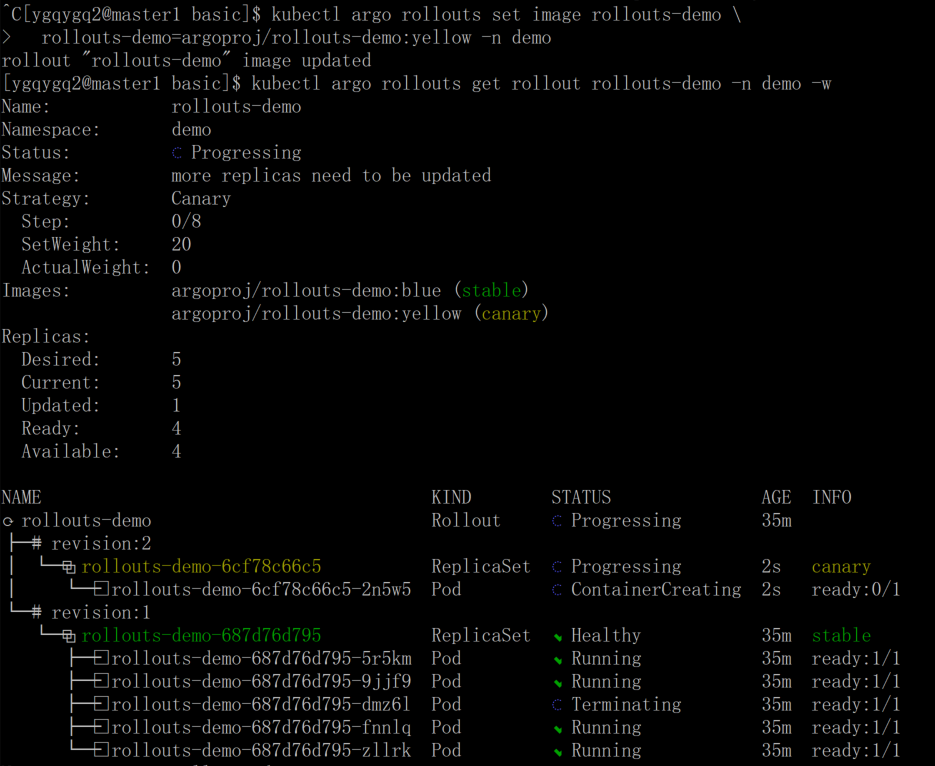 ^C[ygqygq2@master1 basic]$ kubectl argo rollouts set image rollouts-demo \
>   rollouts-demo=argoproj/rollouts-demo:yellow -n demo
rollout "rollouts-demo" image updated
[ygqygq2@master1 basic]$ kubectl argo rollouts get rollout rollouts-demo -n demo -w
Name:            rollouts-demo
Namespace:       demo
Status:          ◌ Progressing
Message:         more replicas need to be updated
Strategy:        Canary
  Step:          0/8
  SetWeight:     20
  ActualWeight:  0
Images:          argoproj/rollouts-demo:blue (stable)
                 argoproj/rollouts-demo:yellow (canary)
Replicas:
  Desired:       5
  Current:       5
  Updated:       1
  Ready:         4
  Available:     4
NAME                                       KIND        STATUS               AGE  INFO
⟳ rollouts-demo                            Rollout     ◌ Progressing        35m
├──# revision:2
│  └──⧉ rollouts-demo-6cf78c66c5           ReplicaSet  ◌ Progressing        2s   canary
│     └──□ rollouts-demo-6cf78c66c5-2n5w5  Pod         ◌ ContainerCreating  2s   ready:0/1
└──# revision:1
   └──⧉ rollouts-demo-687d76d795           ReplicaSet  ✔ Healthy            35m  stable
      ├──□ rollouts-demo-687d76d795-5r5km  Pod         ✔ Running            35m  ready:1/1
      ├──□ rollouts-demo-687d76d795-9jjf9  Pod         ✔ Running            35m  ready:1/1
      ├──□ rollouts-demo-687d76d795-dmz6l  Pod         ◌ Terminating        35m  ready:1/1
      ├──□ rollouts-demo-687d76d795-fnnlq  Pod         ✔ Running            35m  ready:1/1
      └──□ rollouts-demo-687d76d795-zllrk  Pod         ✔ Running            35m  ready:1/1